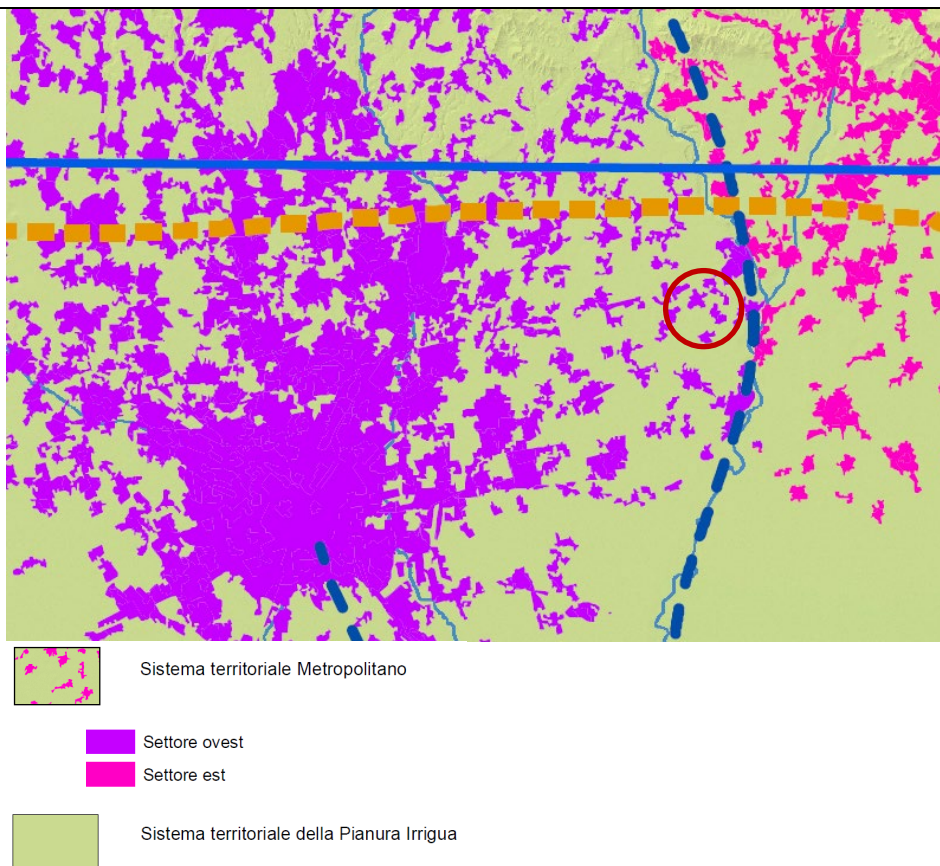 Sistema territoriale Metropolitano
Settore ovest
Settore est
Sistema territoriale della Pianura Irrigua